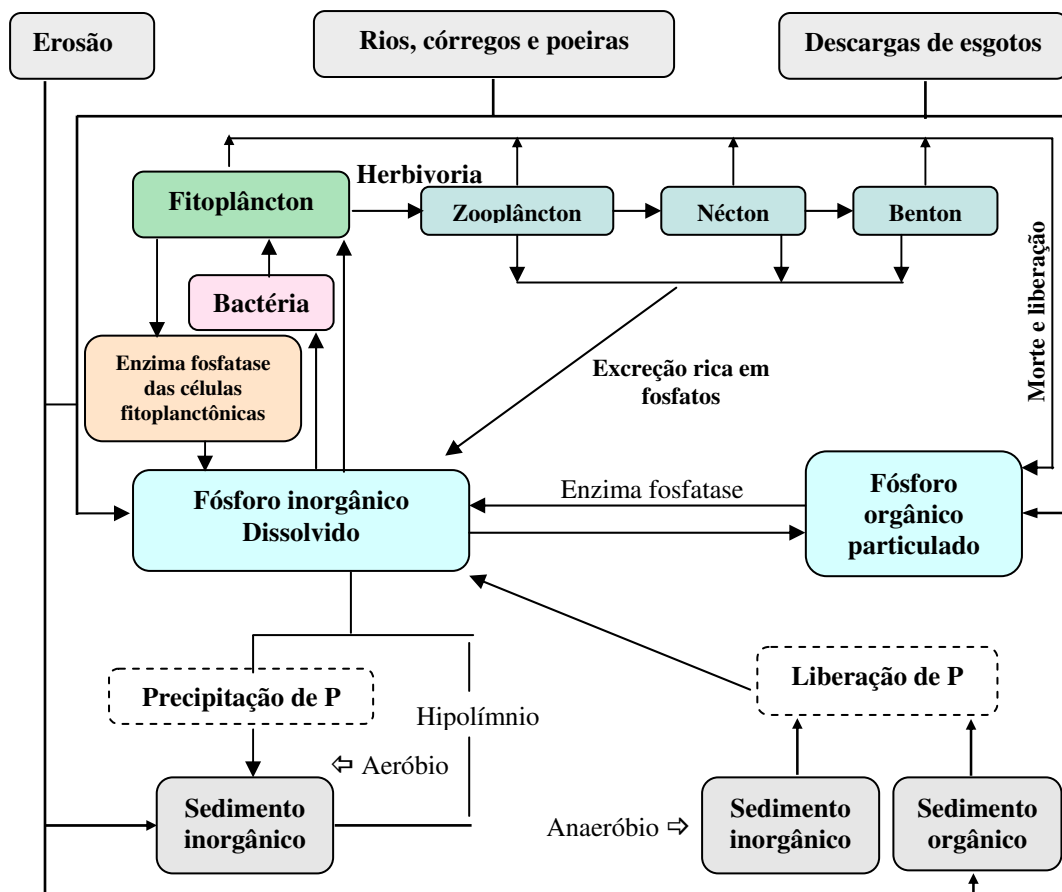 Erosão
Rios, córregos e poeiras
Descargas de esgotos
Herbivoria
Fitoplâncton
Zooplâncton
Nécton
Benton
Bactéria
Morte e liberação
Enzima fosfatase
das células
fitoplanctônicas
Excreção rica em
fosfatos
Fósforo inorgânico
Dissolvido
Enzima fosfatase
Fósforo
orgânico
particulado
Precipitação de P
Hipolímnio
Liberação de P
⇦ Aeróbio
Sedimento
inorgânico
Anaeróbio ⇨
Sedimento
inorgânico
Sedimento
orgânico